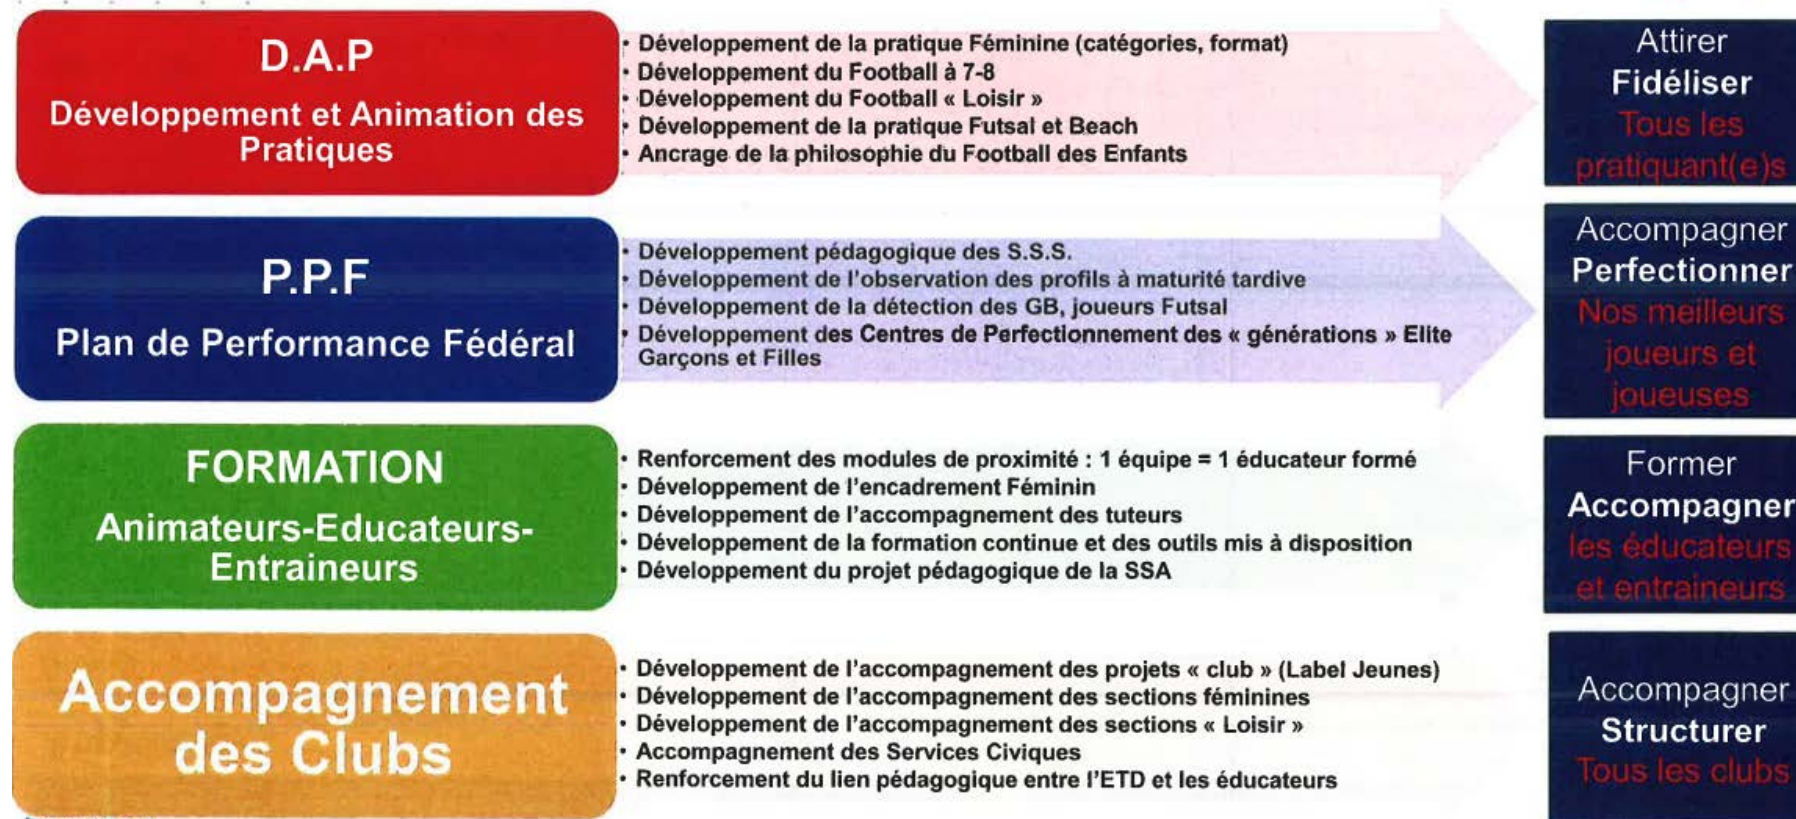 D.A.P
Développement et Animation des
Pratiques
• Développement de la pratique Féminine (catégories, format)
• Développement du Football à 7-8
• Développement du Football « Loisir »
• Développement de la pratique Futsal et Beach
• Ancrage de la philosophie du Football des Enfants
Attirer
Fidéliser
Tous les
pratiquant(e)s
P.P.F
Plan de Performance Fédéral
• Développement pédagogique des S.S.S.
• Développement de l'observation des profils à maturité tardive
• Développement de la détection des GB, joueurs Futsal
• Développement des Centres de Perfectionnement des « générations » Elite
Garçons et Filles
Accompagner
Perfectionner
Nos meilleurs
joueurs et
joueuses
FORMATION
Animateurs-Educateurs-
Entraineurs
• Renforcement des modules de proximité : 1 équipe = 1 éducateur formé
• Développement de l'encadrement Féminin
• Développement de l'accompagnement des tuteurs
• Développement de la formation continue et des outils mis à disposition
• Développement du projet pédagogique de la SSA
Former
Accompagner
les éducateurs
et entraineurs
Accompagnement
des Clubs
• Développement de l'accompagnement des projets « club » (Label Jeunes)
• Développement de l'accompagnement des sections féminines
• Développement de l'accompagnement des sections « Loisir »
• Accompagnement des Services Civiques
• Renforcement du lien pédagogique entre l'ETD et les éducateurs
Accompagner
Structurer
Tous les clubs